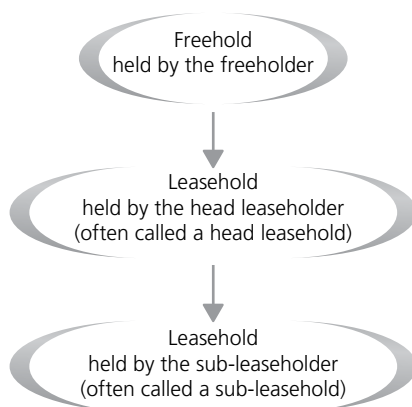 Freehold
held by the freeholder
Leasehold
held by the head leaseholder
(often called a head leasehold)
Leasehold
held by the sub-leaseholder
(often called a sub-leasehold)